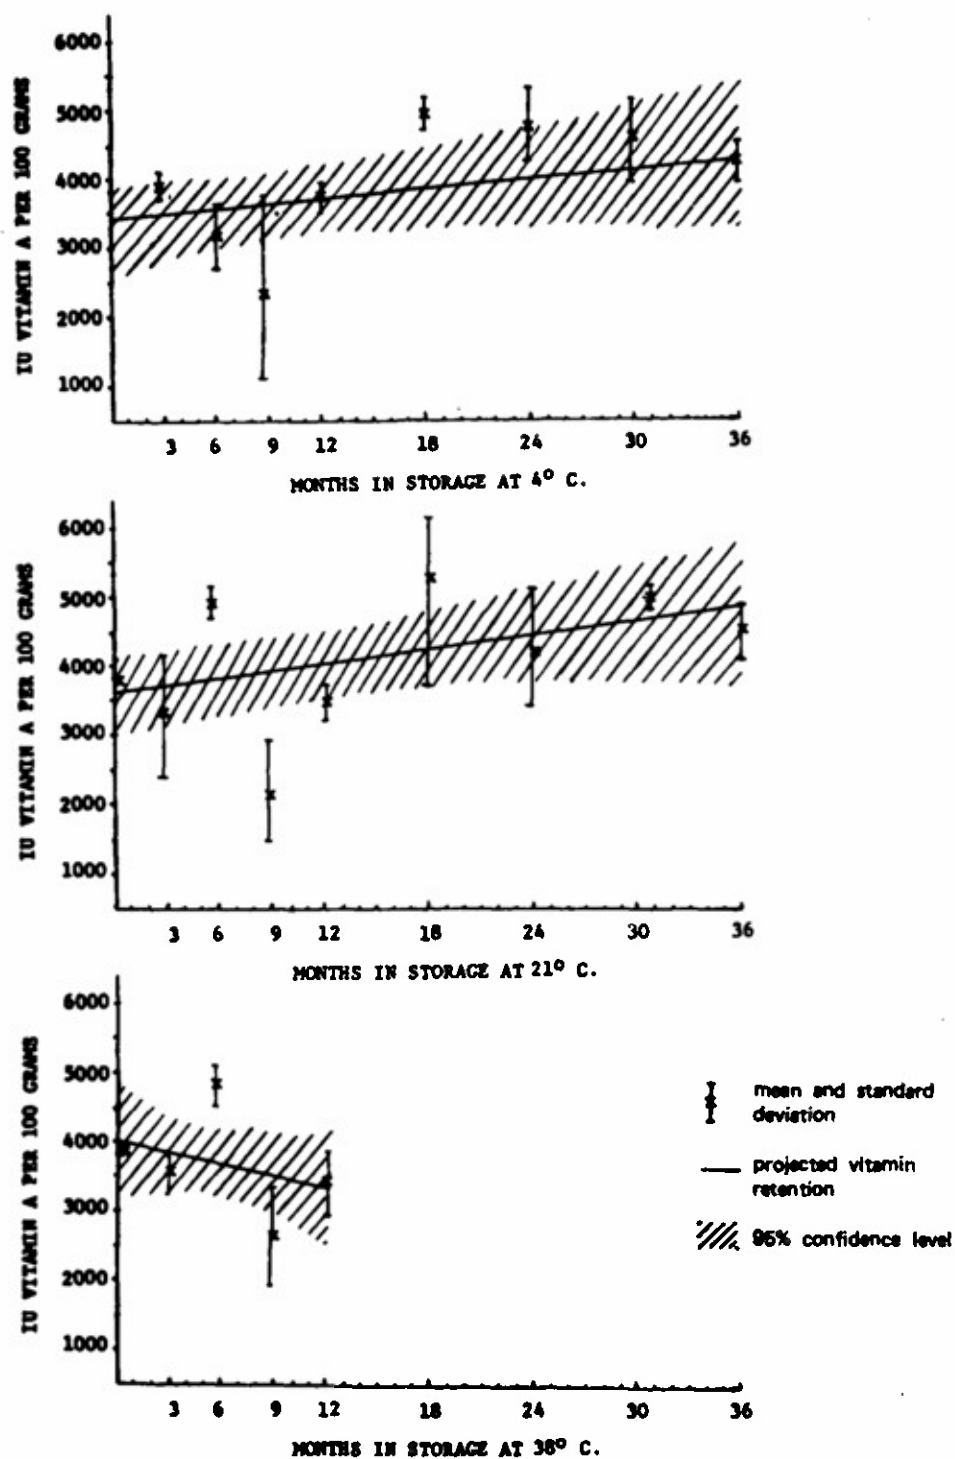 6000
5000
4000
3000
2000
1000
IU VITAMIN A PER 100 GRAMS
3 6 9 12 18 24 30 36
MONTHS IN STORAGE AT 4° C.
6000
5000
4000
3000
2000
1000
IU VITAMIN A PER 100 GRAMS
3 6 9 12 18 24 30 36
MONTHS IN STORAGE AT 21° C.
6000
5000
4000
3000
2000
1000
IU VITAMIN A PER 100 GRAMS
3 6 9 12 18 24 30 36
MONTHS IN STORAGE AT 38° C.
mean and standard
deviation
projected vitamin
retention
95% confidence level